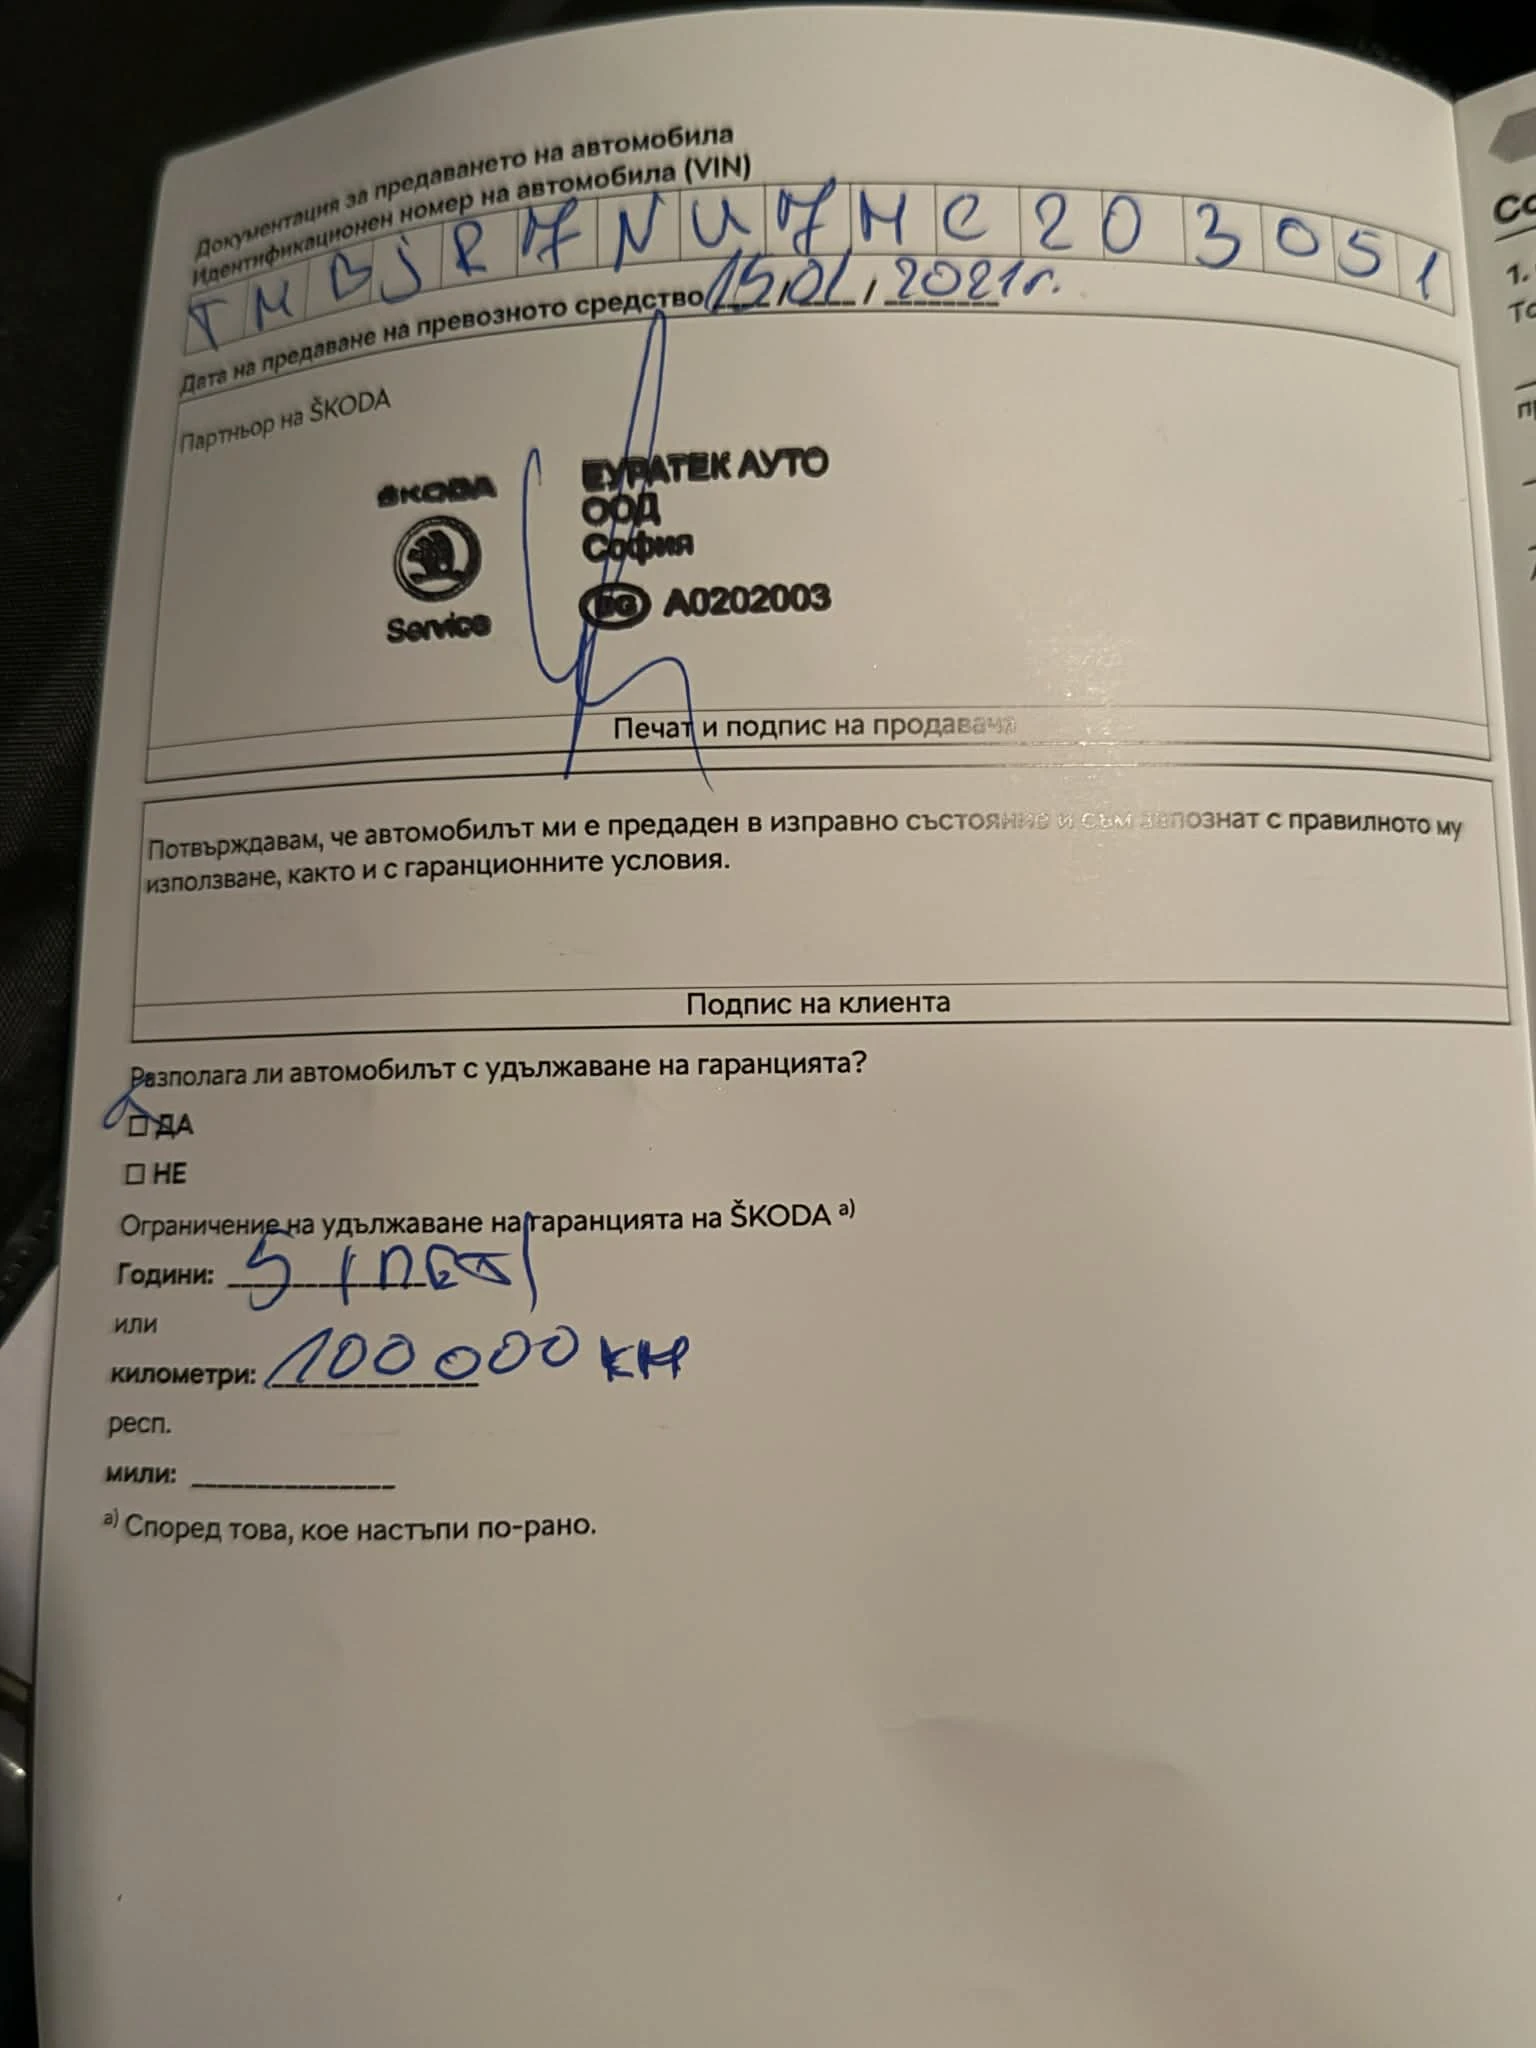 Документация за предаването на автомобила
Идентификационен номер на автомобила (VIN)
TMBJR7NU7MC203051
Дата на предаване на превозното средство 15/01/2021г.
Партньор на ŠKODA
ŠKODA
Service
ЕУРАТЕК АУТО
ООД
София
BG A0202003
Печат и подпис на продавача
Потвърждавам, че автомобилът ми е предаден в изправно състояние и съм запознат с правилното му
използване, както и с гаранционните условия.
Подпис на клиента
Разполага ли автомобилът с удължаване на гаранцията?
☐ ДА
☐ НЕ
Ограничение на удължаване на гаранцията на ŠKODA а)
Години: 5 /пет/
или
километри: 100 000 км
респ.
мили:
а) Според това, кое настъпи по-рано.
1.